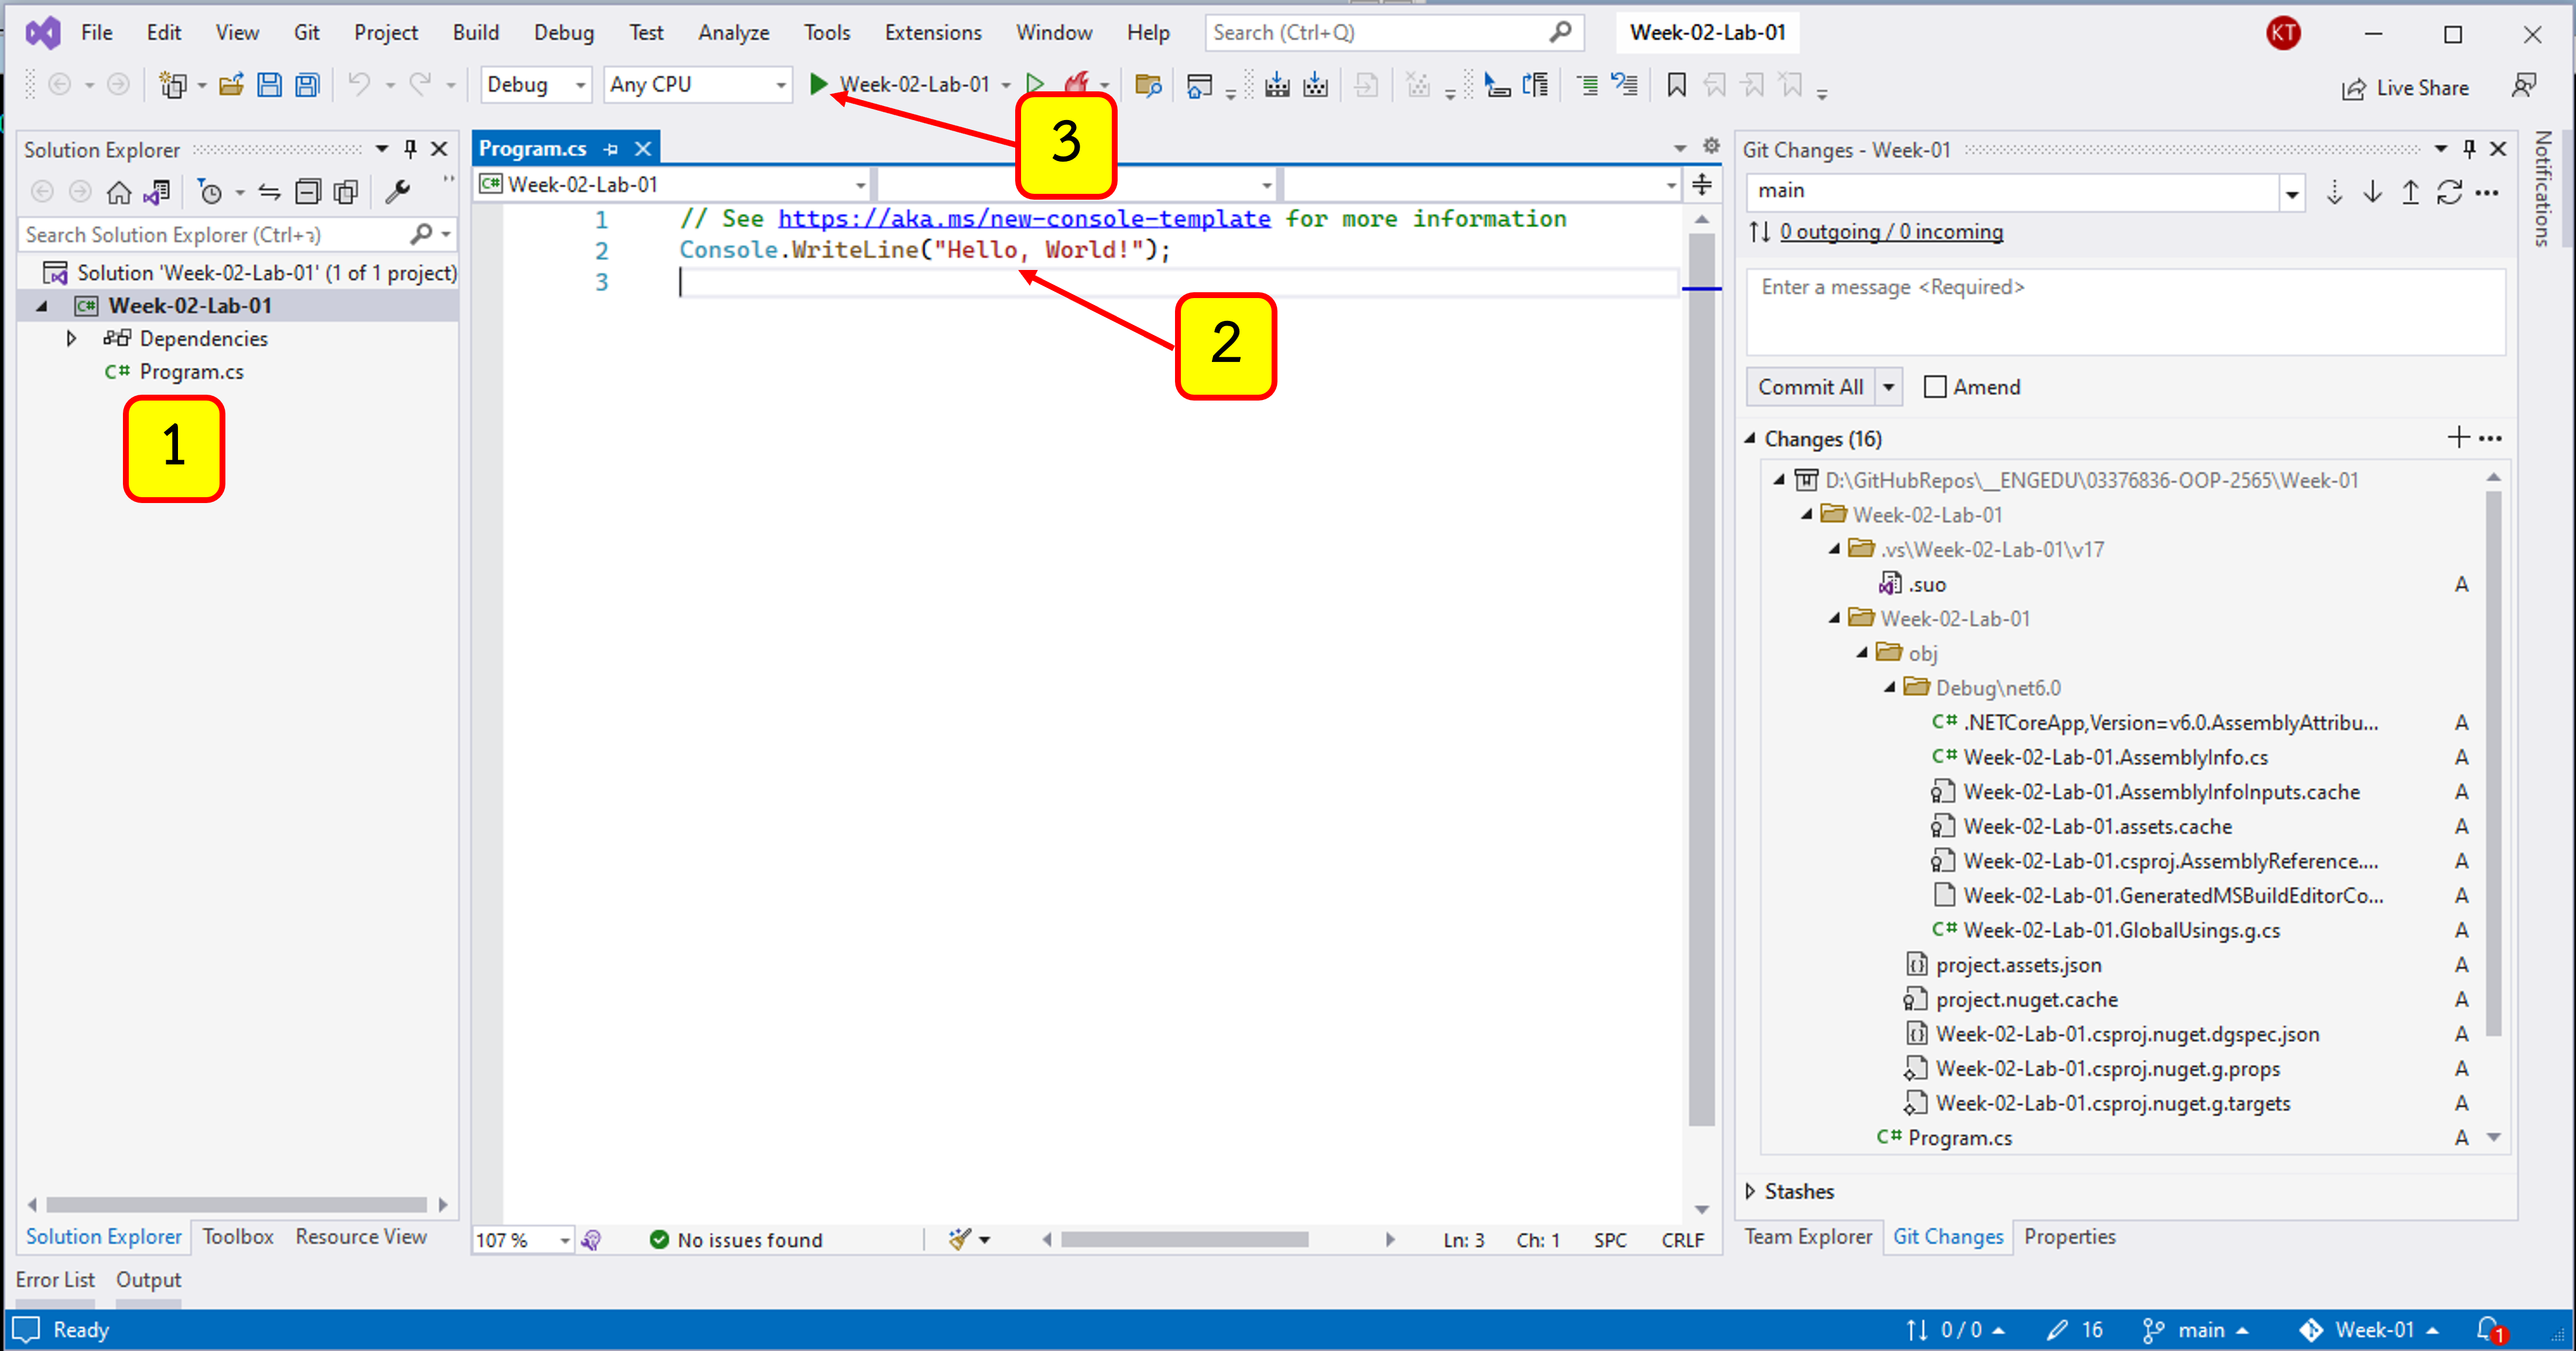 File Edit View Git Project Build Debug Test Analyze Tools Extensions Window Help Search (Ctrl+Q) Week-02-Lab-01 KT
Debug Any CPU Week-02-Lab-01 Live Share
3
Solution Explorer
Search Solution Explorer (Ctrl+ว)
Solution 'Week-02-Lab-01' (1 of 1 project)
C# Week-02-Lab-01
Dependencies
C# Program.cs
1
Program.cs
C# Week-02-Lab-01
1 // See https://aka.ms/new-console-template for more information
2 Console.WriteLine("Hello, World!");
3
2
107 % No issues found Ln: 3 Ch: 1 SPC CRLF
Git Changes - Week-01
main
0 outgoing / 0 incoming
Enter a message <Required>
Commit All Amend
Changes (16)
D:\GitHubRepos\__ENGEDU\03376836-OOP-2565\Week-01
Week-02-Lab-01
.vs\Week-02-Lab-01\v17
.suo A
Week-02-Lab-01
obj
Debug\net6.0
C# .NETCoreApp,Version=v6.0.AssemblyAttribu... A
C# Week-02-Lab-01.AssemblyInfo.cs A
Week-02-Lab-01.AssemblyInfoInputs.cache A
Week-02-Lab-01.assets.cache A
Week-02-Lab-01.csproj.AssemblyReference.... A
Week-02-Lab-01.GeneratedMSBuildEditorCo... A
C# Week-02-Lab-01.GlobalUsings.g.cs A
project.assets.json A
project.nuget.cache A
Week-02-Lab-01.csproj.nuget.dgspec.json A
Week-02-Lab-01.csproj.nuget.g.props A
Week-02-Lab-01.csproj.nuget.g.targets A
C# Program.cs A
Stashes
Notifications
Solution Explorer Toolbox Resource View
Team Explorer Git Changes Properties
Error List Output
Ready 0 / 0 16 main Week-01 1